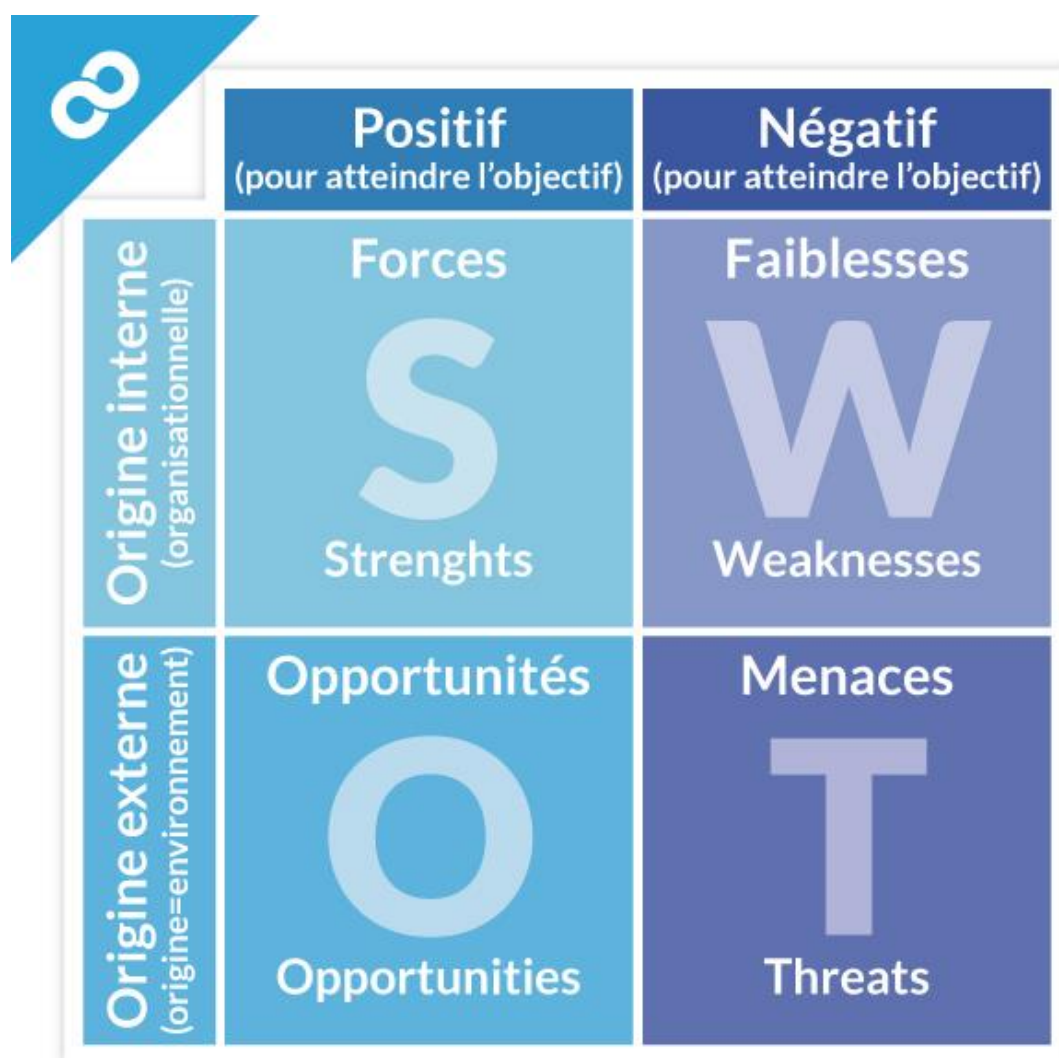 Positif
(pour atteindre l'objectif)
Négatif
(pour atteindre l'objectif)
Origine interne
(organisationnelle)
Forces
S
Strenghts
Faiblesses
W
Weaknesses
Origine externe
(origine=environnement)
Opportunités
O
Opportunities
Menaces
T
Threats